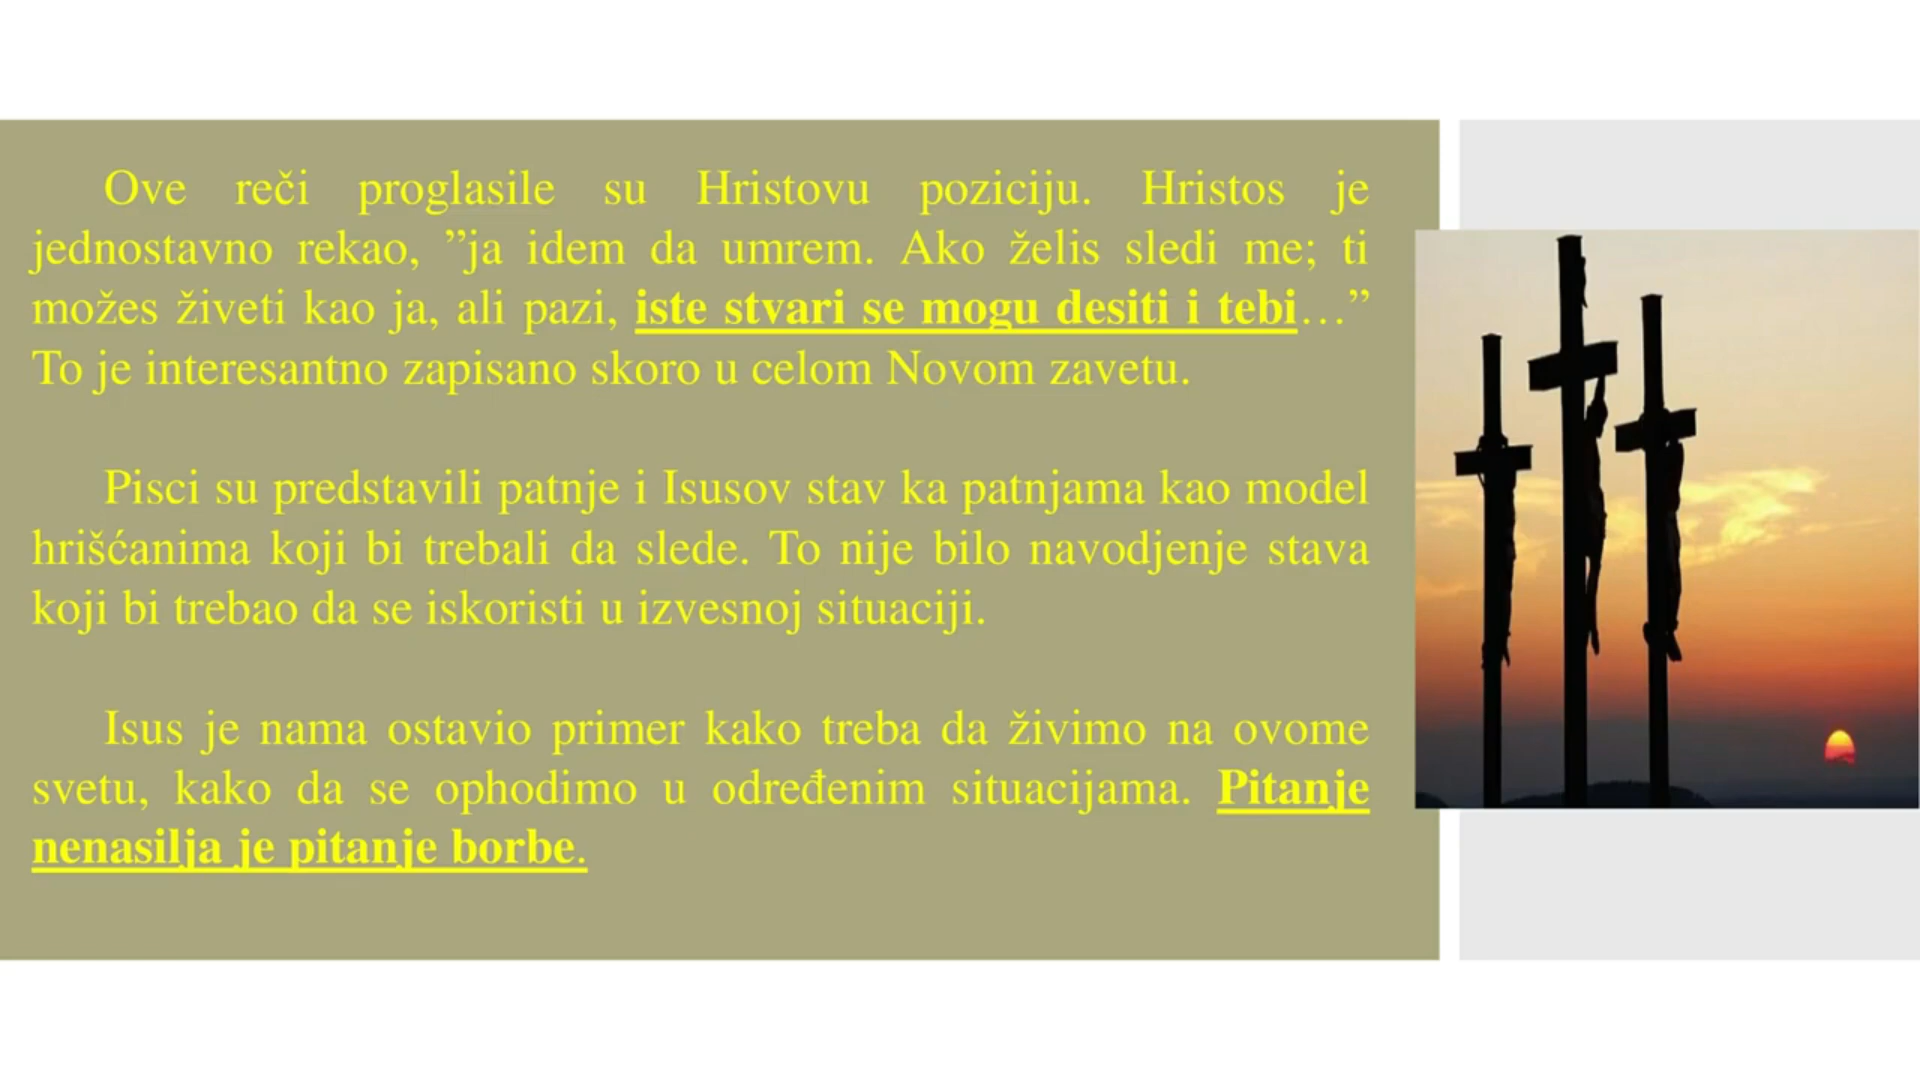 Ove reči proglasile su Hristovu poziciju. Hristos je
jednostavno rekao, ”ja idem da umrem. Ako želis sledi me; ti
možes živeti kao ja, ali pazi, iste stvari se mogu desiti i tebi…”
To je interesantno zapisano skoro u celom Novom zavetu.
Pisci su predstavili patnje i Isusov stav ka patnjama kao model
hrišćanima koji bi trebali da slede. To nije bilo navodjenje stava
koji bi trebao da se iskoristi u izvesnoj situaciji.
Isus je nama ostavio primer kako treba da živimo na ovome
svetu, kako da se ophodimo u određenim situacijama. Pitanje
nenasilja je pitanje borbe.